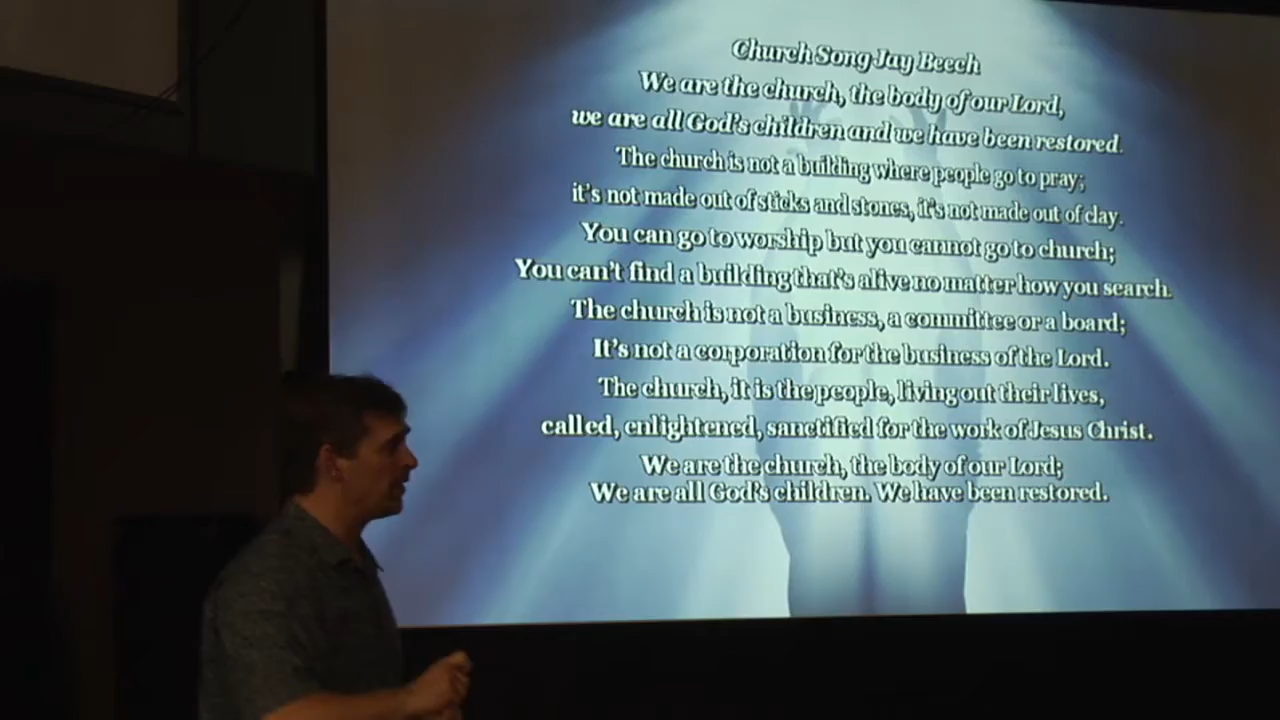 Church Song-Jay Beech
We are the church, the body of our Lord,
we are all God's children and we have been restored.
The church is not a building where people go to pray;
it's not made out of sticks and stones, it's not made out of clay.
You can go to worship but you cannot go to church;
You can't find a building that's alive no matter how you search.
The church is not a business, a committee or a board;
It's not a corporation for the business of the Lord.
The church, it is the people, living out their lives,
called, enlightened, sanctified for the work of Jesus Christ.
We are the church, the body of our Lord;
We are all God's children. We have been restored.